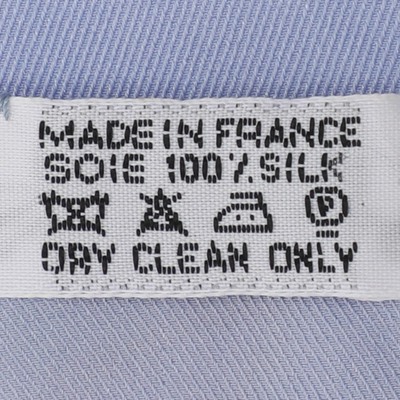 MADE IN FRANCE
SOIE 100% SILK
P
DRY CLEAN ONLY